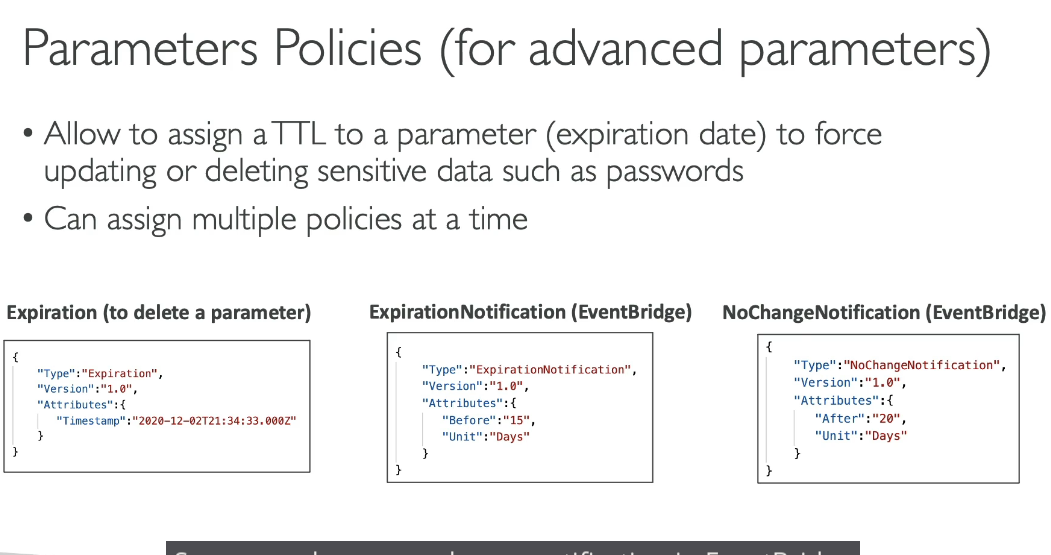 Parameters Policies (for advanced parameters)
• Allow to assign a TTL to a parameter (expiration date) to force
updating or deleting sensitive data such as passwords
• Can assign multiple policies at a time
Expiration (to delete a parameter)
{
"Type":"Expiration",
"Version":"1.0",
"Attributes":{
"Timestamp":"2020-12-02T21:34:33.000Z"
}
}
ExpirationNotification (EventBridge)
{
"Type":"ExpirationNotification",
"Version":"1.0",
"Attributes":{
"Before":"15",
"Unit":"Days"
}
}
NoChangeNotification (EventBridge)
{
"Type":"NoChangeNotification",
"Version":"1.0",
"Attributes":{
"After":"20",
"Unit":"Days"
}
}